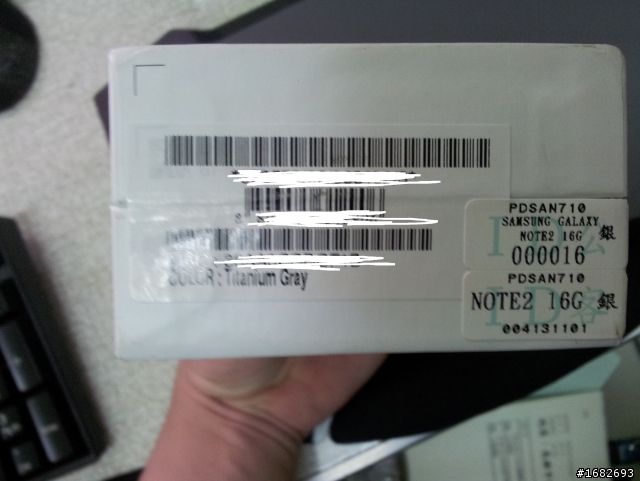 COLOR : Titanium Gray
PDSAN710
SAMSUNG GALAXY
NOTE2 16G 銀
000016
PDSAN710
NOTE2 16G 銀
004131101
#1682693